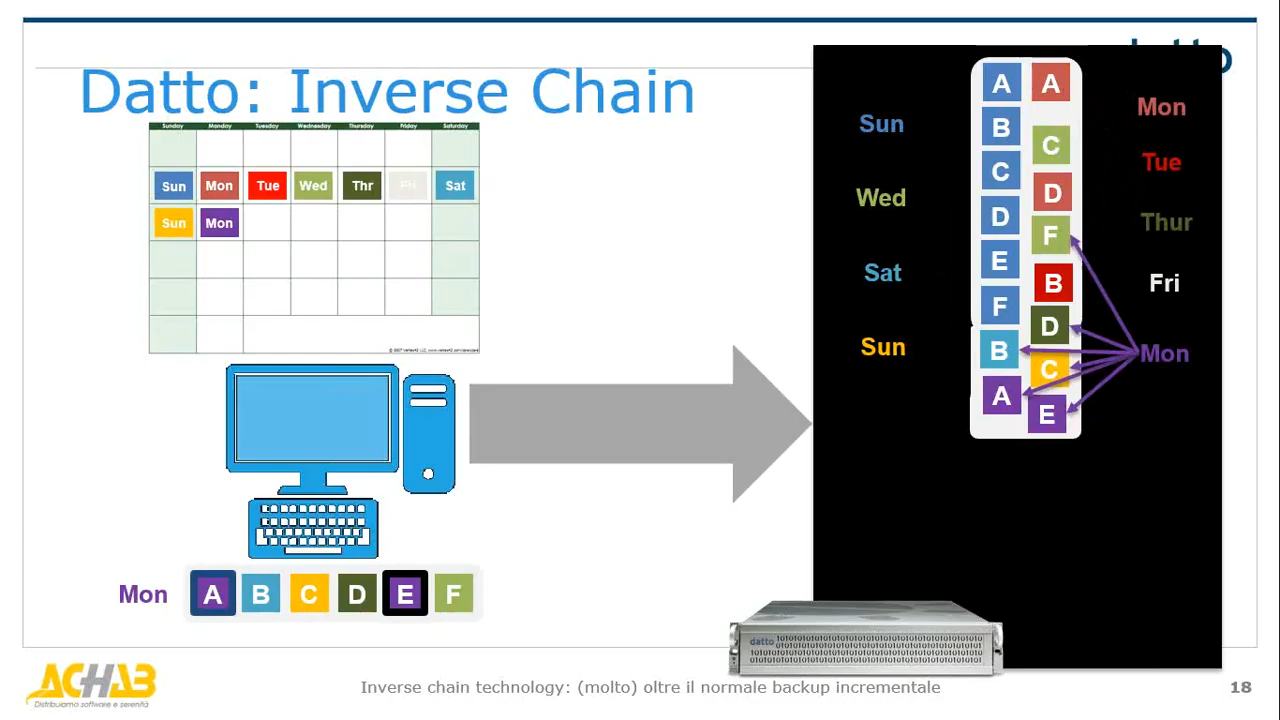 Datto: Inverse Chain
Sunday Monday Tuesday Wednesday Thursday Friday Saturday
Sun Mon Tue Wed Thr Fri Sat
Sun Mon
Mon A B C D E F
Sun
Wed
Sat
Sun
A A
B
C
C
D
D
F
E
B
F
D
B
C
A
E
Mon
Tue
Thur
Fri
Mon
datto
ACHAB
Distribuiamo software e serenità
Inverse chain technology: (molto) oltre il normale backup incrementale
18